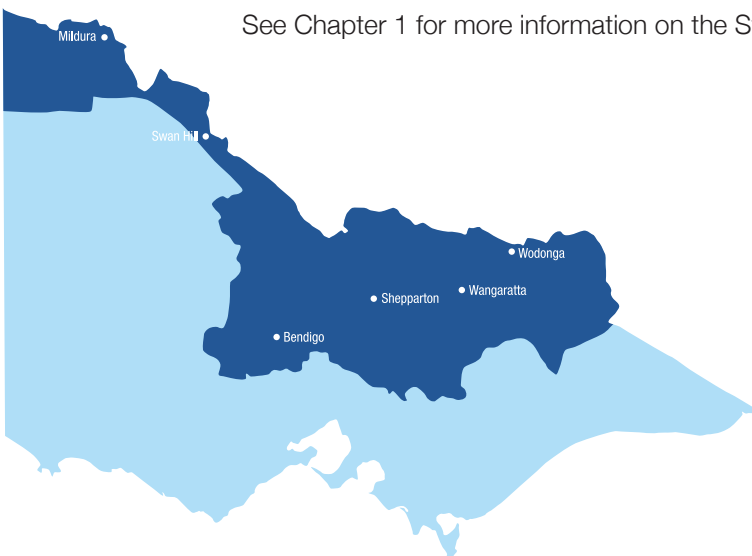 See Chapter 1 for more information on the S
Mildura
Swan Hill
Wodonga
Wangaratta
Shepparton
Bendigo